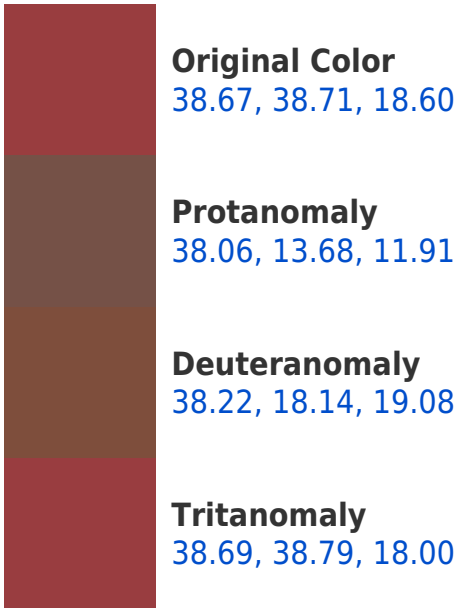 Original Color
38.67, 38.71, 18.60
Protanomaly
38.06, 13.68, 11.91
Deuteranomaly
38.22, 18.14, 19.08
Tritanomaly
38.69, 38.79, 18.00